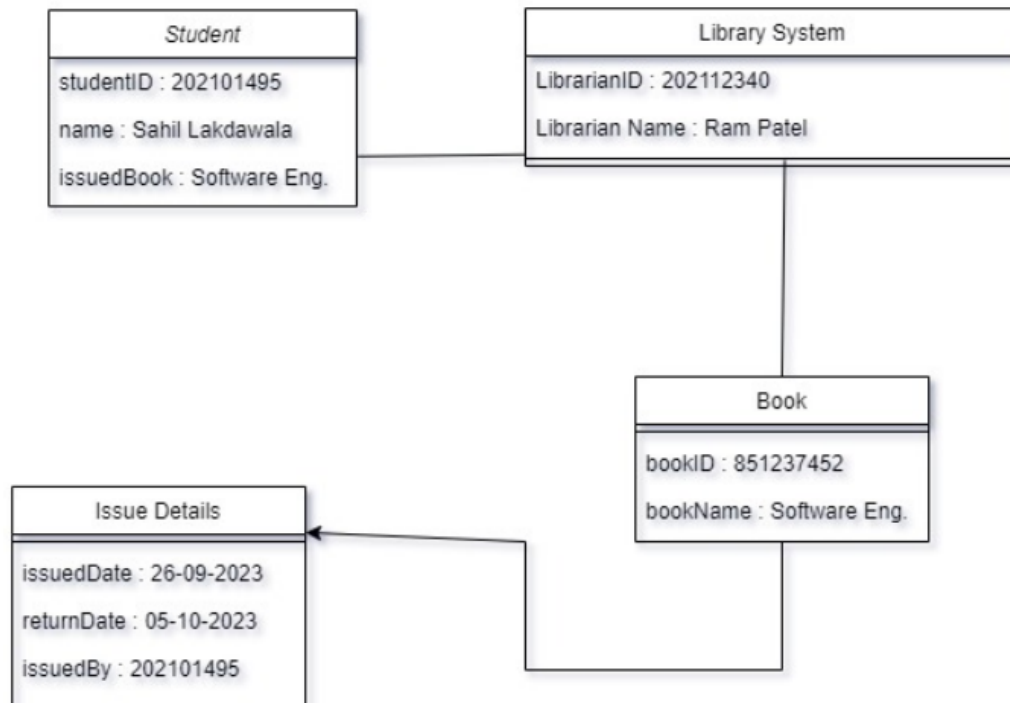 Student
studentID : 202101495
name : Sahil Lakdawala
issuedBook : Software Eng.
Library System
LibrarianID : 202112340
Librarian Name : Ram Patel
Book
bookID : 851237452
bookName : Software Eng.
Issue Details
issuedDate : 26-09-2023
returnDate : 05-10-2023
issuedBy : 202101495